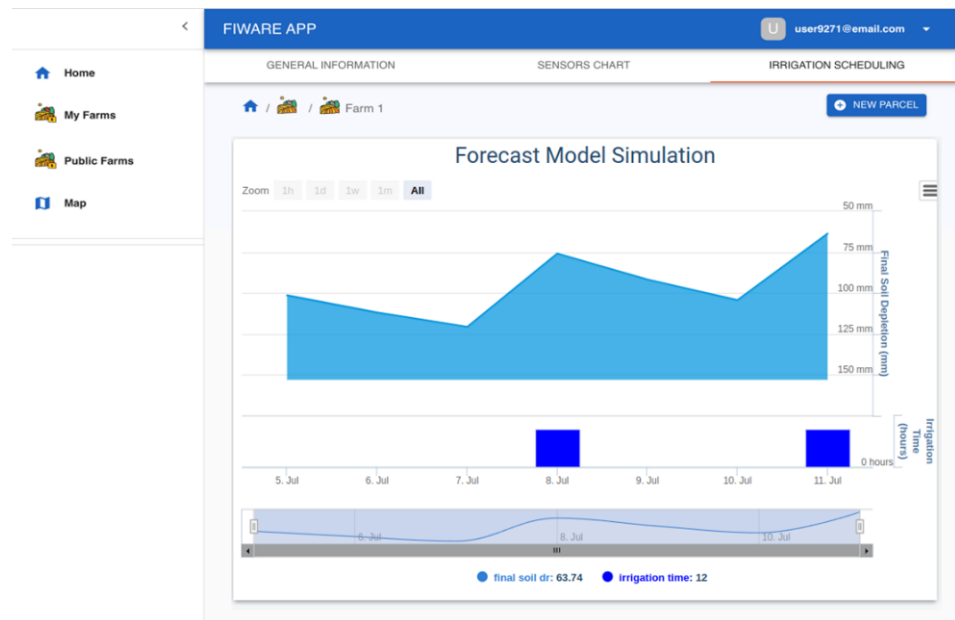 FIWARE APP
U user9271@email.com
Home
My Farms
Public Farms
Map
GENERAL INFORMATION SENSORS CHART IRRIGATION SCHEDULING
/ / Farm 1
NEW PARCEL
Forecast Model Simulation
Zoom 1h 1d 1w 1m All
50 mm
75 mm
100 mm
125 mm
150 mm
Final Soil Depletion (mm)
Irrigation
Time
(hours)
0 hours
5. Jul 6. Jul 7. Jul 8. Jul 9. Jul 10. Jul 11. Jul
6. Jul 8. Jul 10. Jul
final soil dr: 63.74 irrigation time: 12